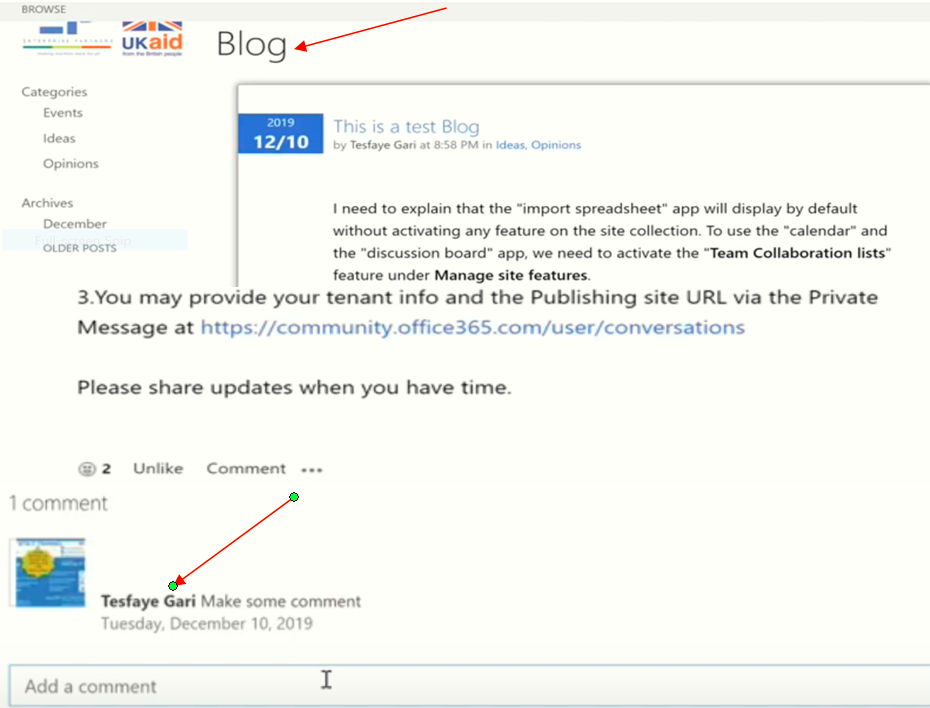 BROWSE
ENTERPRISE PARTNERS
UKaid
from the British people
Blog
Categories
Events
Ideas
Opinions
Archives
December
OLDER POSTS
2019
12/10
This is a test Blog
by Tesfaye Gari at 8:58 PM in Ideas, Opinions
I need to explain that the "import spreadsheet" app will display by default
without activating any feature on the site collection. To use the "calendar" and
the "discussion board" app, we need to activate the "Team Collaboration lists"
feature under Manage site features.
3.You may provide your tenant info and the Publishing site URL via the Private
Message at https://community.office365.com/user/conversations
Please share updates when you have time.
2 Unlike Comment •••
1 comment
Tesfaye Gari Make some comment
Tuesday, December 10, 2019
Add a comment